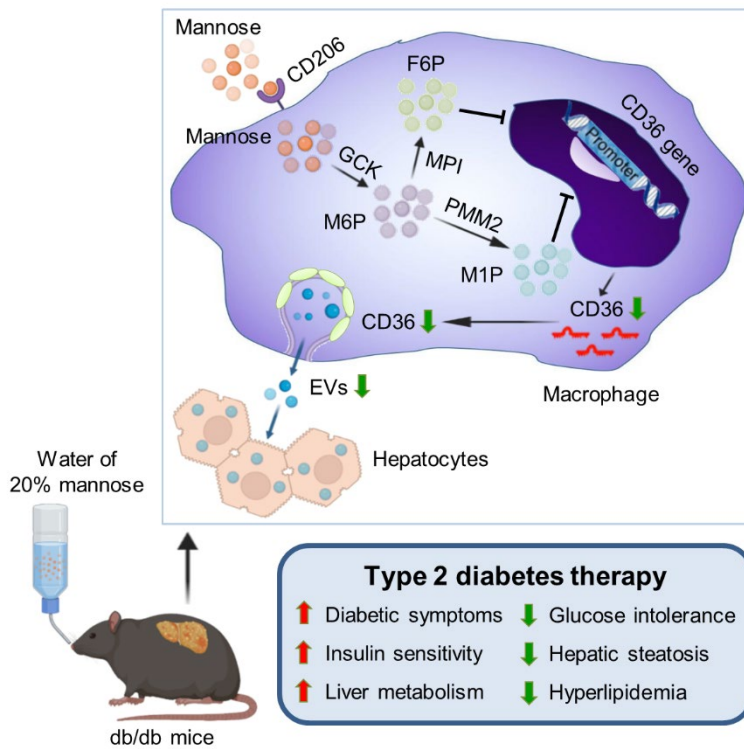 Mannose
CD206
Mannose
GCK
M6P
MPI
F6P
PMM2
M1P
CD36 gene
Promoter
CD36
CD36
EVs
Macrophage
Hepatocytes
Water of
20% mannose
db/db mice
Type 2 diabetes therapy
Diabetic symptoms
Glucose intolerance
Insulin sensitivity
Hepatic steatosis
Liver metabolism
Hyperlipidemia